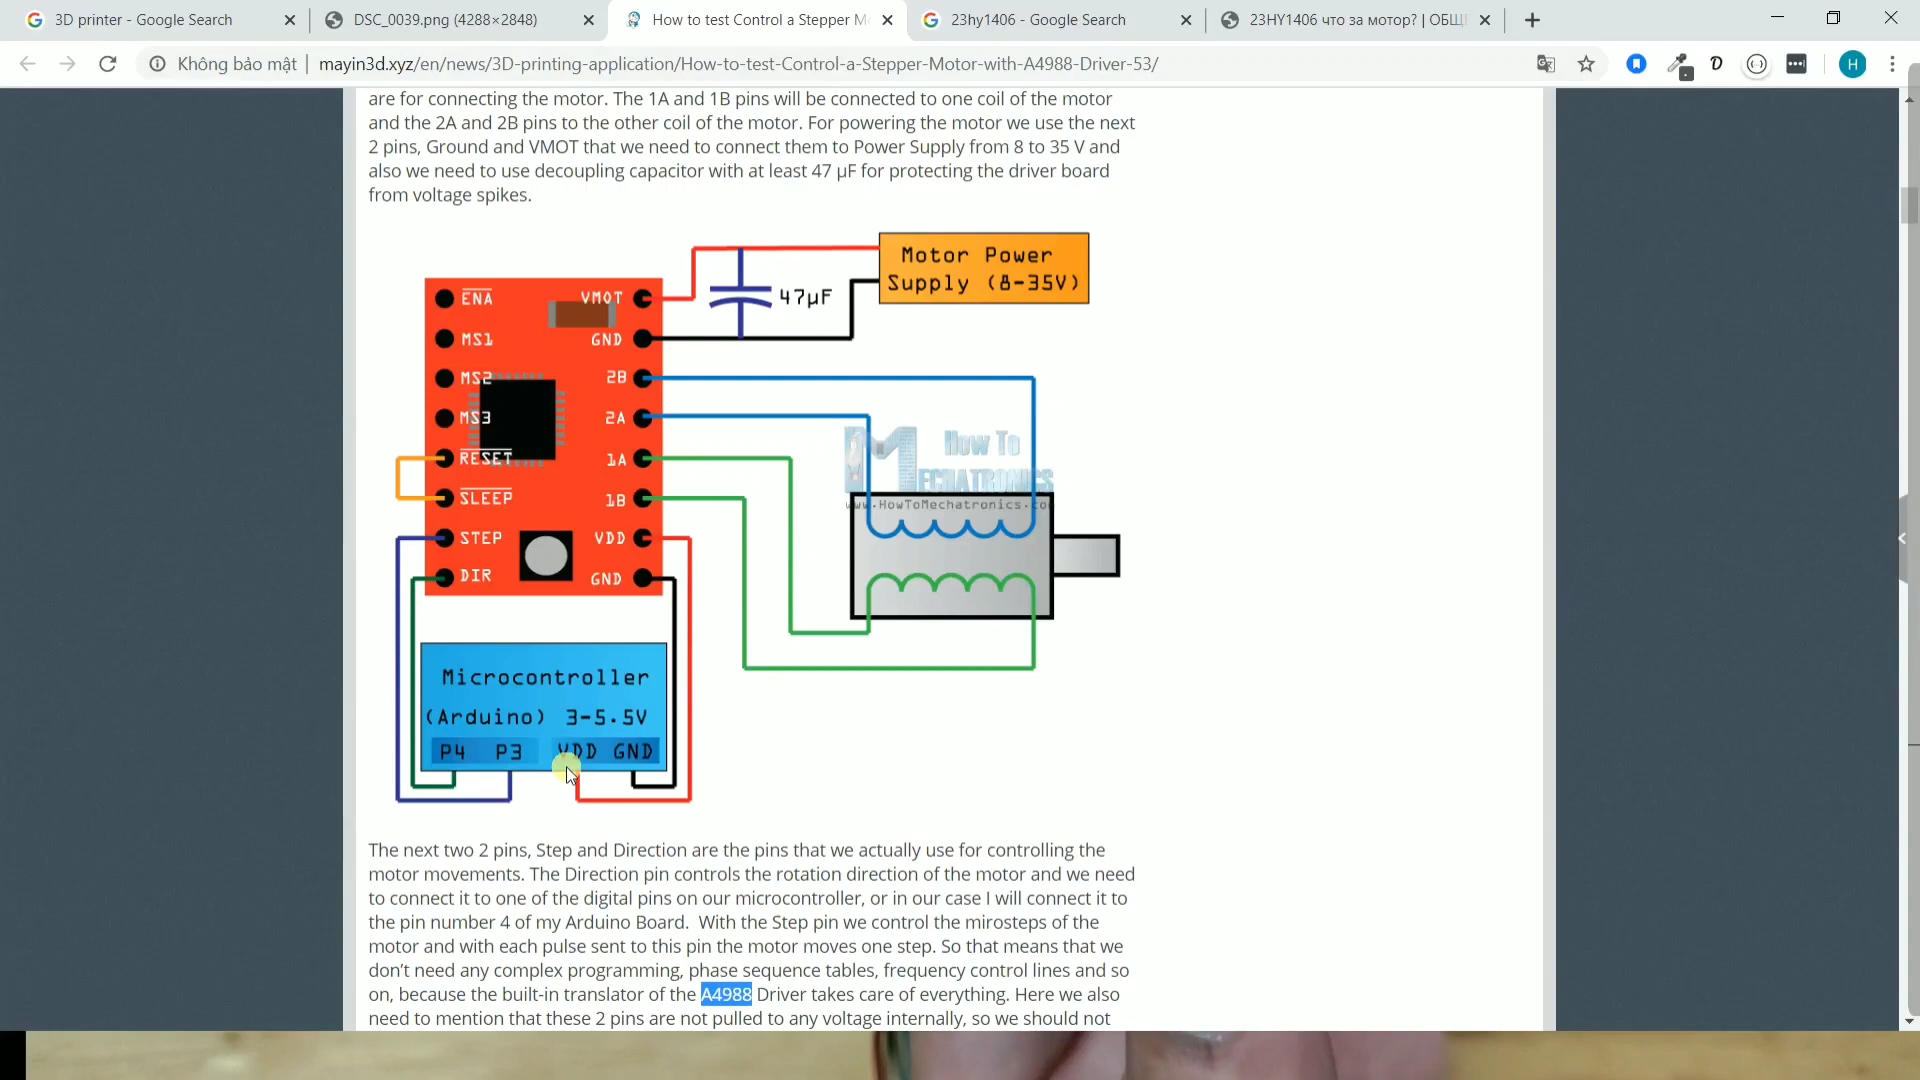 3D printer - Google Search
DSC_0039.png (4288×2848)
How to test Control a Stepper M
23hy1406 - Google Search
23HY1406 что за мотор? | ОБЩ
Không bảo mật | mayin3d.xyz/en/news/3D-printing-application/How-to-test-Control-a-Stepper-Motor-with-A4988-Driver-53/
H
are for connecting the motor. The 1A and 1B pins will be connected to one coil of the motor
and the 2A and 2B pins to the other coil of the motor. For powering the motor we use the next
2 pins, Ground and VMOT that we need to connect them to Power Supply from 8 to 35 V and
also we need to use decoupling capacitor with at least 47 µF for protecting the driver board
from voltage spikes.
Motor Power
Supply (8-35V)
47µF
ENA VMOT
MS1 GND
MS2 2B
MS3 2A
RESET 1A
SLEEP 1B
STEP VDD
DIR GND
How To
MECHATRONICS
www.HowToMechatronics.co
Microcontroller
(Arduino) 3-5.5V
P4 P3 VDD GND
The next two 2 pins, Step and Direction are the pins that we actually use for controlling the
motor movements. The Direction pin controls the rotation direction of the motor and we need
to connect it to one of the digital pins on our microcontroller, or in our case I will connect it to
the pin number 4 of my Arduino Board.  With the Step pin we control the mirosteps of the
motor and with each pulse sent to this pin the motor moves one step. So that means that we
don't need any complex programming, phase sequence tables, frequency control lines and so
on, because the built-in translator of the A4988 Driver takes care of everything. Here we also
need to mention that these 2 pins are not pulled to any voltage internally, so we should not